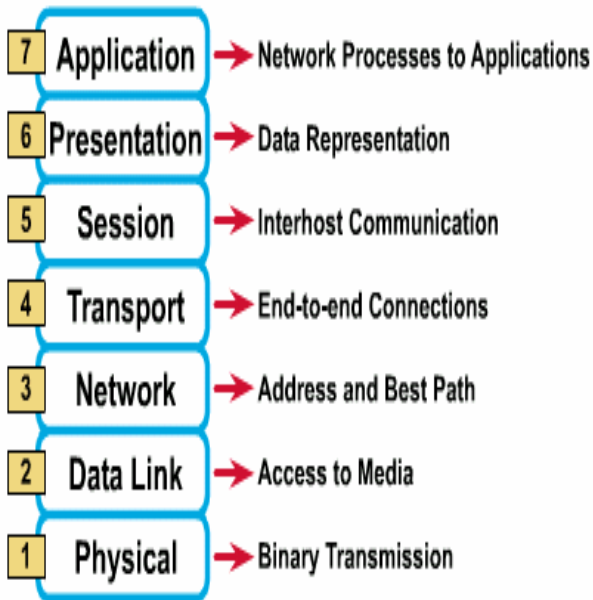 7 Application Network Processes to Applications
6 Presentation Data Representation
5 Session Interhost Communication
4 Transport End-to-end Connections
3 Network Address and Best Path
2 Data Link Access to Media
1 Physical Binary Transmission